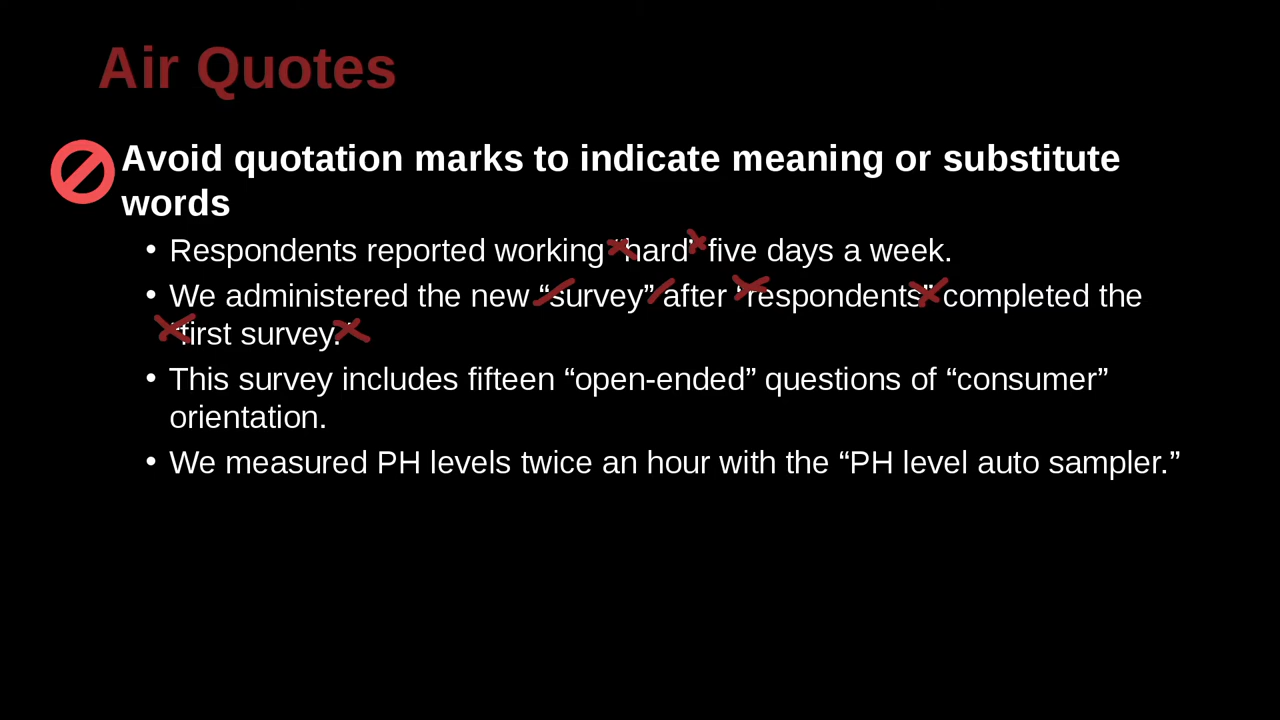 Air Quotes
Avoid quotation marks to indicate meaning or substitute
words
• Respondents reported working “hard” five days a week.
• We administered the new “survey” after “respondents” completed the
“first survey.”
• This survey includes fifteen “open-ended” questions of “consumer”
orientation.
• We measured PH levels twice an hour with the “PH level auto sampler.”